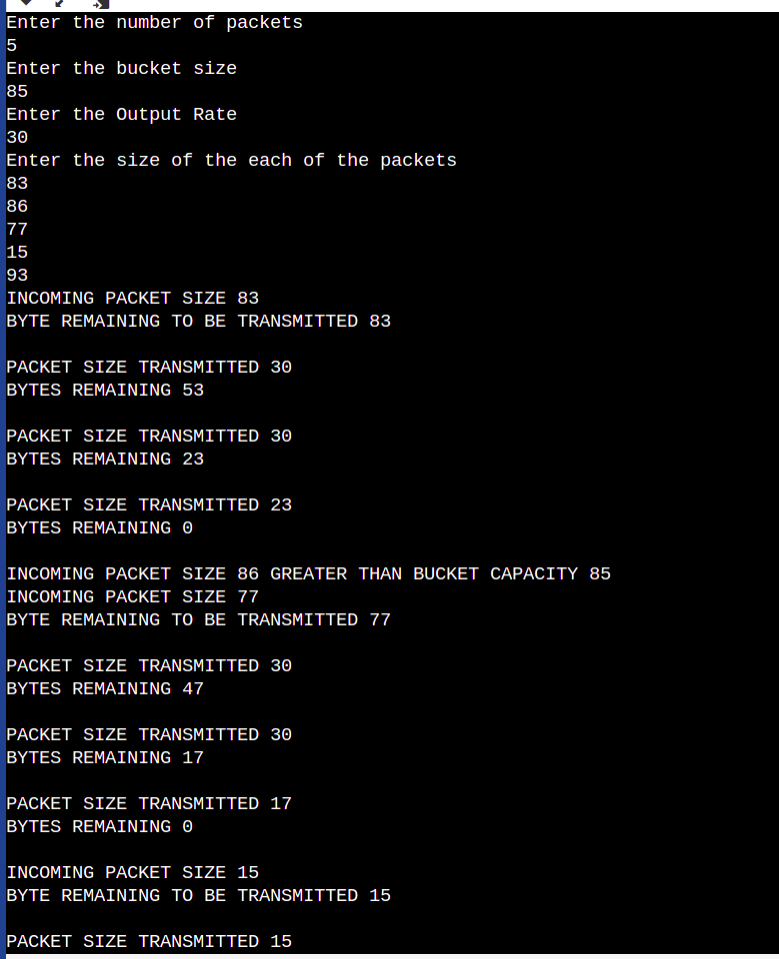 Enter the number of packets
5
Enter the bucket size
85
Enter the Output Rate
30
Enter the size of the each of the packets
83
86
77
15
93
INCOMING PACKET SIZE 83
BYTE REMAINING TO BE TRANSMITTED 83
PACKET SIZE TRANSMITTED 30
BYTES REMAINING 53
PACKET SIZE TRANSMITTED 30
BYTES REMAINING 23
PACKET SIZE TRANSMITTED 23
BYTES REMAINING 0
INCOMING PACKET SIZE 86 GREATER THAN BUCKET CAPACITY 85
INCOMING PACKET SIZE 77
BYTE REMAINING TO BE TRANSMITTED 77
PACKET SIZE TRANSMITTED 30
BYTES REMAINING 47
PACKET SIZE TRANSMITTED 30
BYTES REMAINING 17
PACKET SIZE TRANSMITTED 17
BYTES REMAINING 0
INCOMING PACKET SIZE 15
BYTE REMAINING TO BE TRANSMITTED 15
PACKET SIZE TRANSMITTED 15